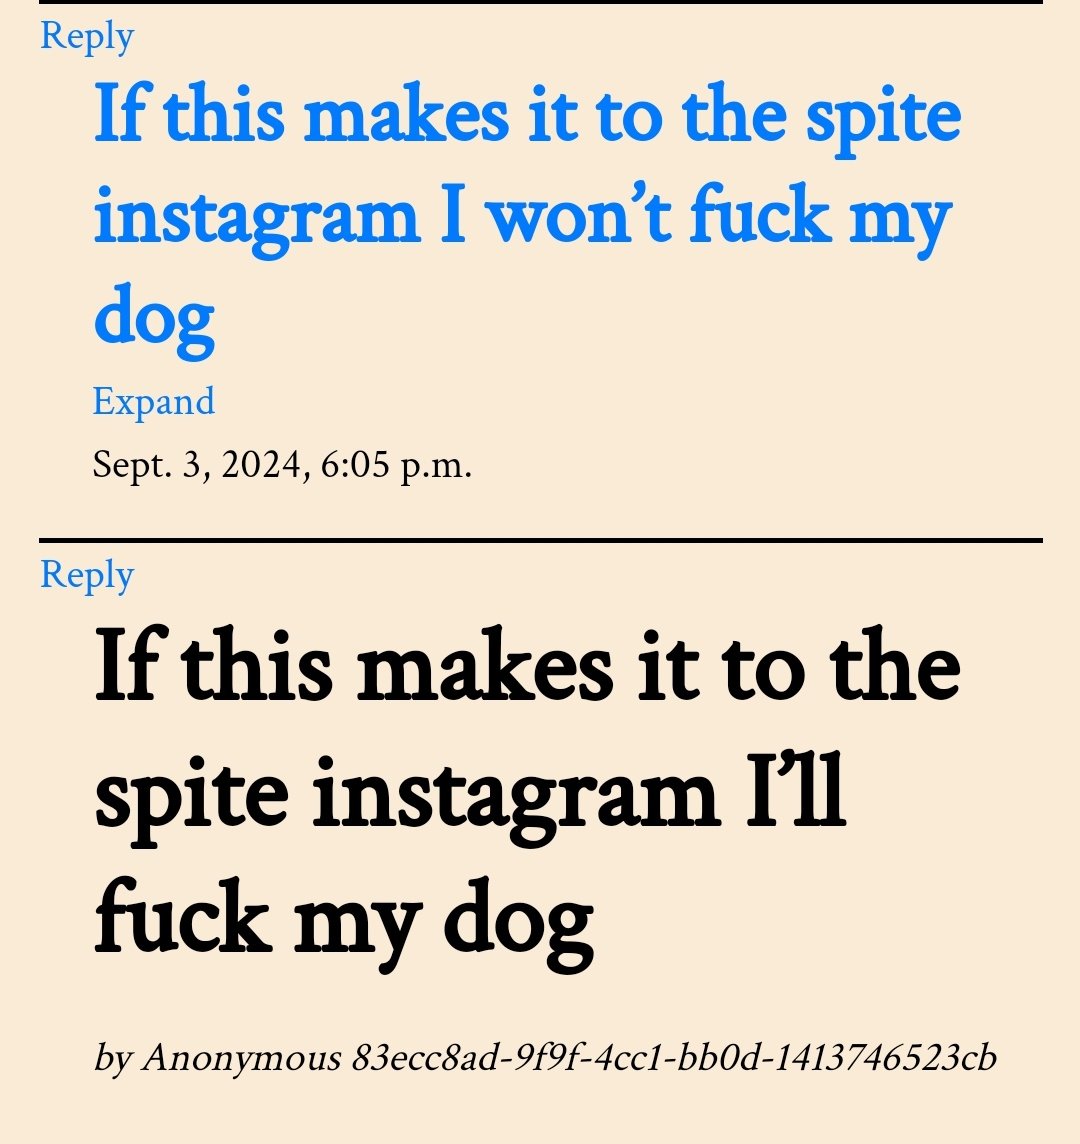 Reply
If this makes it to the spite
instagram I won’t fuck my
dog
Expand
Sept. 3, 2024, 6:05 p.m.
Reply
If this makes it to the
spite instagram I’ll
fuck my dog
by Anonymous 83ecc8ad-9f9f-4cc1-bb0d-1413746523cb